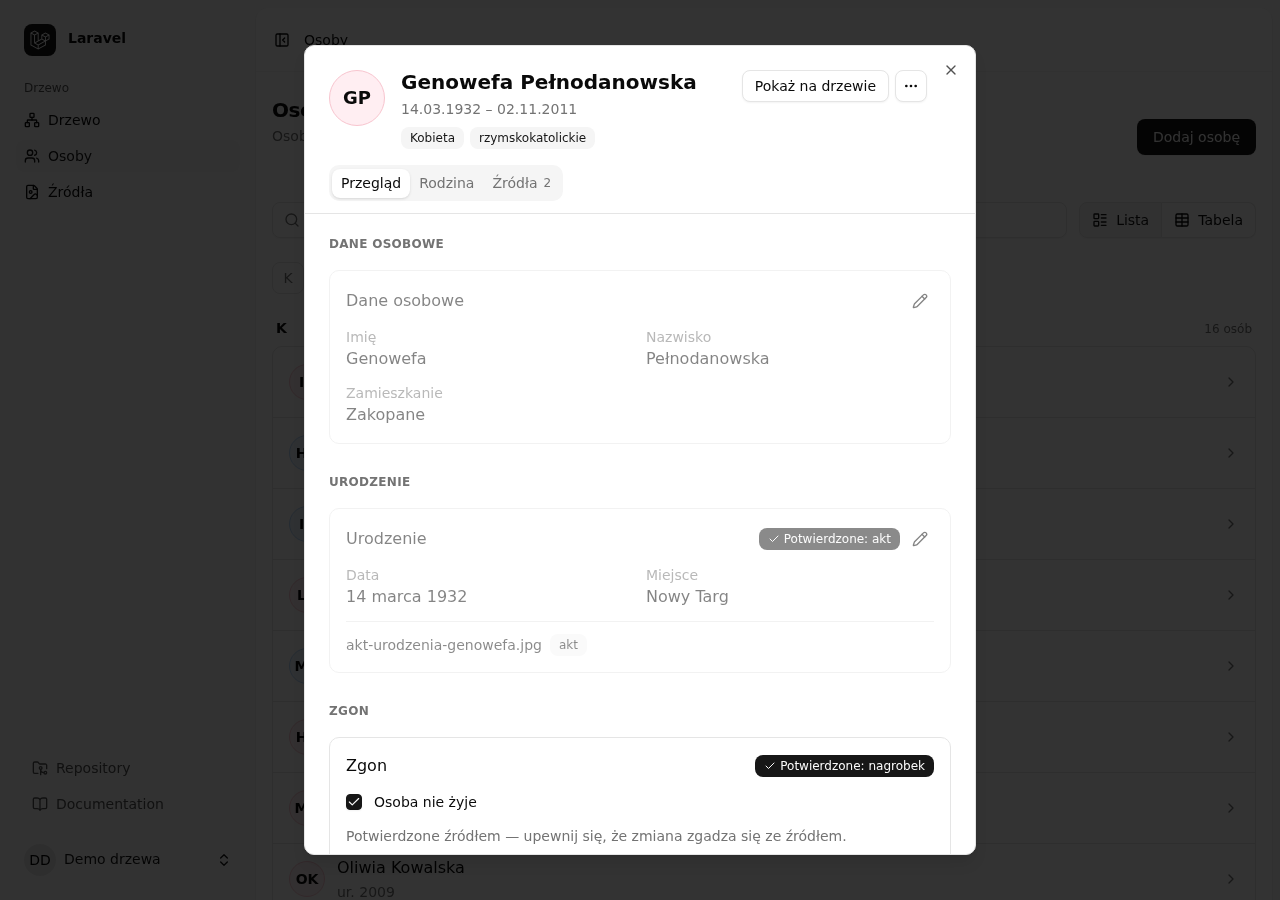 Laravel
Osoby
Drzewo
Drzewo
Osoby
Źródła
Dodaj osobę
Lista
Tabela
K
K
16 osób
GP
Genowefa Pełnodanowska
14.03.1932 – 02.11.2011
Kobieta
rzymskokatolickie
Pokaż na drzewie
Przegląd
Rodzina
Źródła 2
DANE OSOBOWE
Dane osobowe
Imię
Genowefa
Nazwisko
Pełnodanowska
Zamieszkanie
Zakopane
URODZENIE
Urodzenie
Potwierdzone: akt
Data
14 marca 1932
Miejsce
Nowy Targ
akt-urodzenia-genowefa.jpg
akt
ZGON
Zgon
Potwierdzone: nagrobek
Osoba nie żyje
Potwierdzone źródłem — upewnij się, że zmiana zgadza się ze źródłem.
OK
Oliwia Kowalska
ur. 2009
Repository
Documentation
DD
Demo drzewa